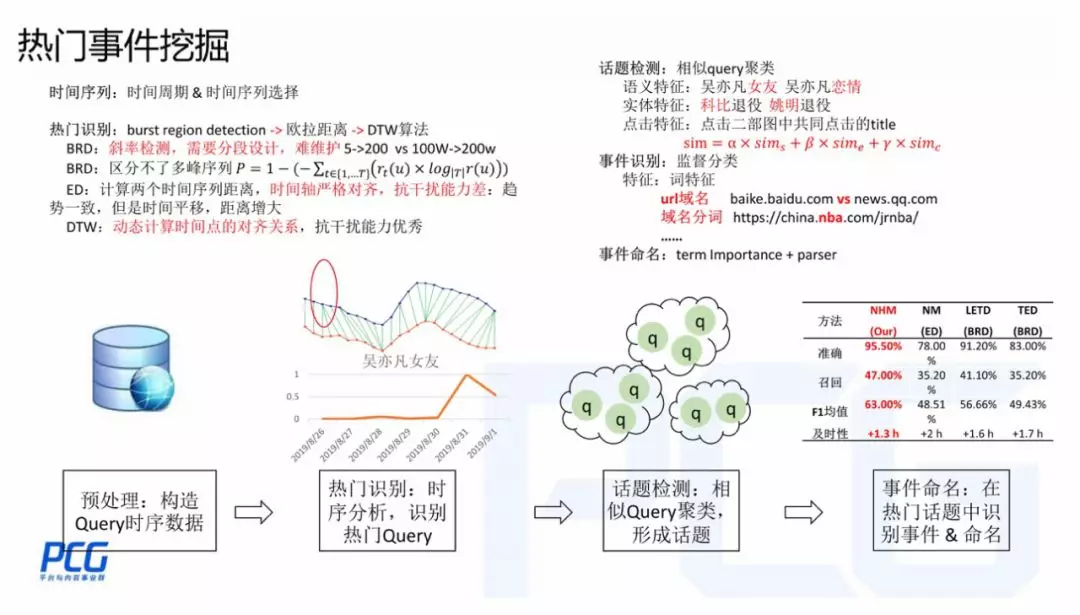 热门事件挖掘
时间序列：时间周期 & 时间序列选择
热门识别：burst region detection -> 欧拉距离 -> DTW算法
BRD：斜率检测，需要分段设计，难维护 5->200 vs 100W->200w
BRD：区分不了多峰序列 P = 1 − (−∑t∈{1,...T}(rt(u) × log|T|r(u)))
ED：计算两个时间序列距离，时间轴严格对齐，抗干扰能力差：趋
势一致，但是时间平移，距离增大
DTW：动态计算时间点的对齐关系，抗干扰能力优秀
话题检测：相似query聚类
语义特征：吴亦凡女友 吴亦凡恋情
实体特征：科比退役 姚明退役
点击特征：点击二部图中共同点击的title
sim = α × sims + β × sime + γ × simc
事件识别：监督分类
特征：词特征
url域名 baike.baidu.com vs news.qq.com
域名分词 https://china.nba.com/jrnba/
......
事件命名：term Importance + parser
吴亦凡女友
1
0.5
0
2019/8/26
2019/8/27
2019/8/28
2019/8/29
2019/8/30
2019/8/31
2019/9/1
q
q
q
q
q
q
q
q
方法 NHM (Our) NM (ED) LETD (BRD) TED (BRD)
准确 95.50% 78.00% 91.20% 83.00%
召回 47.00% 35.20% 41.10% 35.20%
F1均值 63.00% 48.51% 56.66% 49.43%
及时性 +1.3 h +2 h +1.6 h +1.7 h
预处理：构造
Query时序数据
热门识别：时
序分析，识别
热门Query
话题检测：相
似Query聚类，
形成话题
事件命名：在
热门话题中识
别事件 & 命名
PCG
平台与内容事业群
PCG